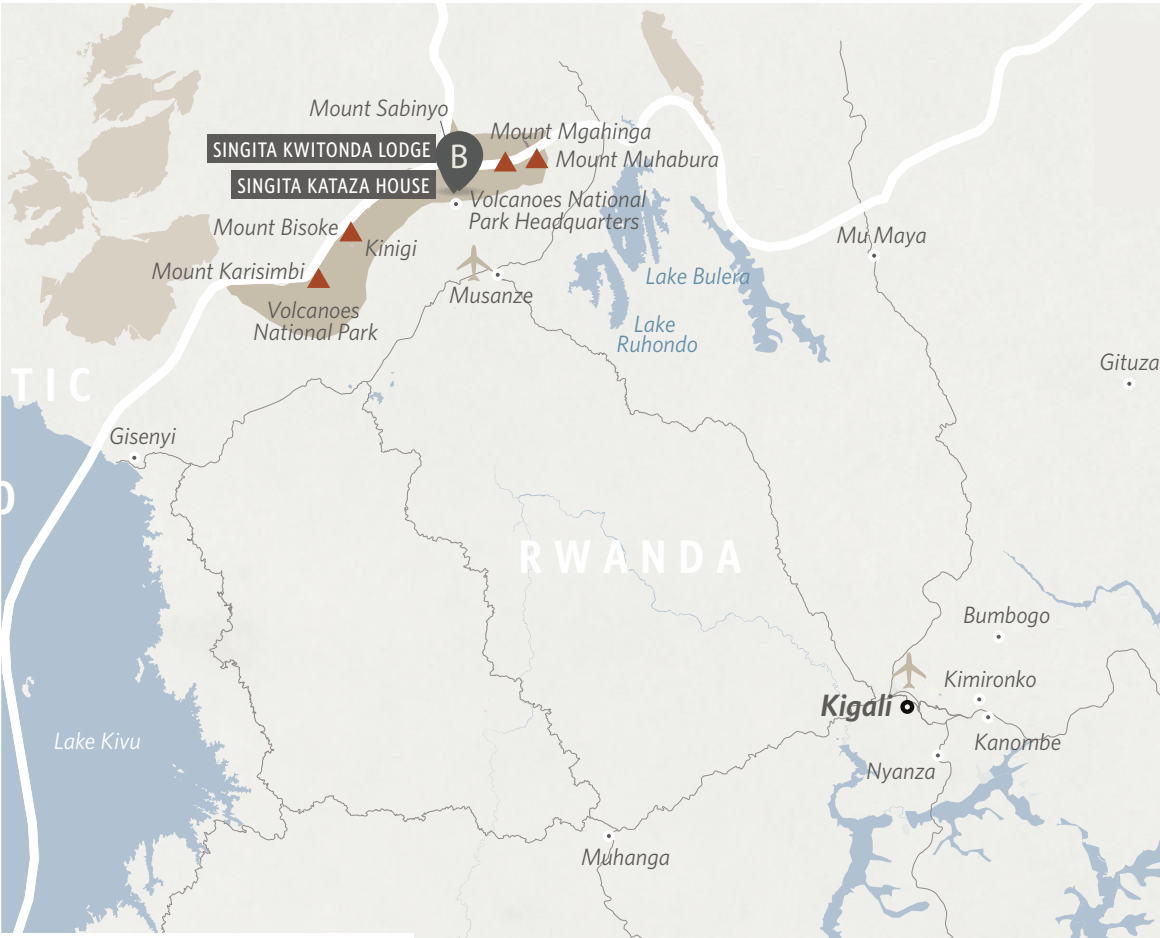 Mount Sabinyo
SINGITA KWITONDA LODGE
B
Mount Mgahinga
Mount Muhabura
SINGITA KATAZA HOUSE
Volcanoes National
Park Headquarters
Mount Bisoke
Kinigi
Mu Maya
Mount Karisimbi
Lake Bulera
Musanze
Volcanoes
National Park
Lake
Ruhondo
Gituza
TIC
Gisenyi
O
RWANDA
Bumbogo
Kimironko
Kigali
Lake Kivu
Kanombe
Nyanza
Muhanga